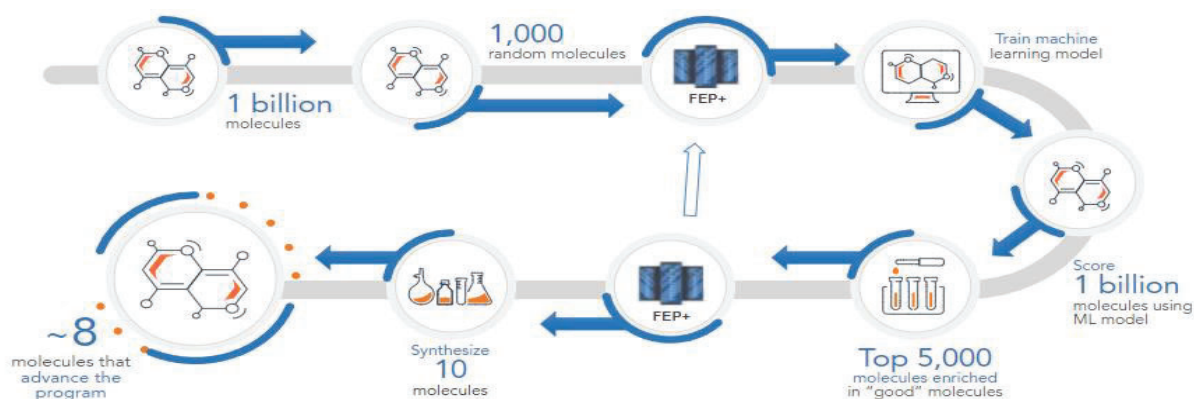 1 billion
molecules
1,000
random molecules
FEP+
Train machine
learning model
Score
1 billion
molecules using
ML model
Top 5,000
molecules enriched
in “good” molecules
FEP+
Synthesize
10
molecules
~8
molecules that
advance the
program